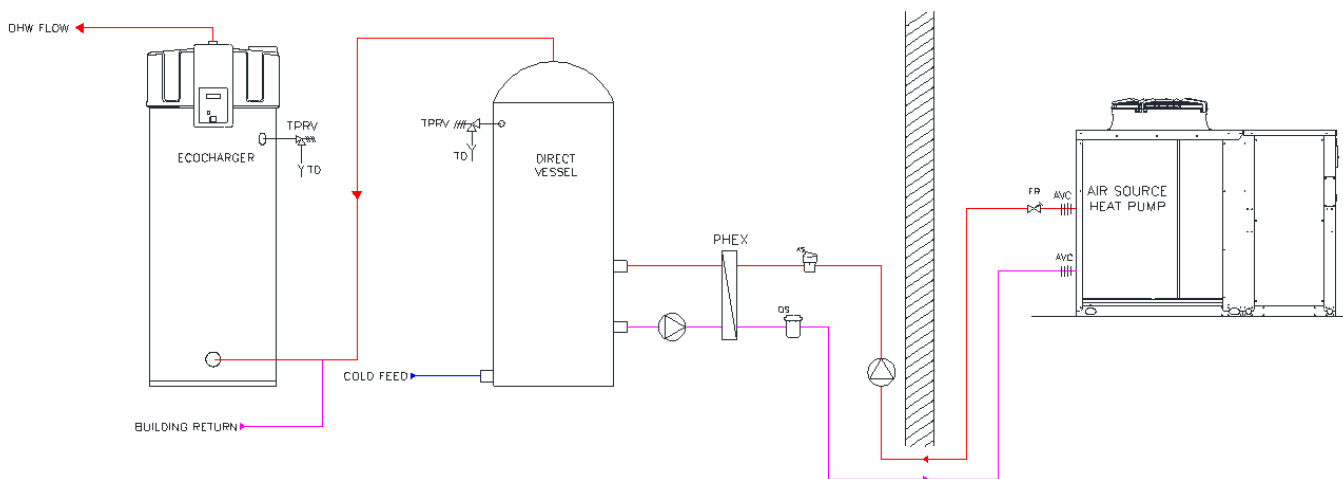 DHW FLOW
TPRV
TD
ECOCHARGER
TPRV
TD
DIRECT
VESSEL
COLD FEED
BUILDING RETURN
PHEX
AS
DS
FR
AVC
AIR SOURCE
HEAT PUMP
AVC